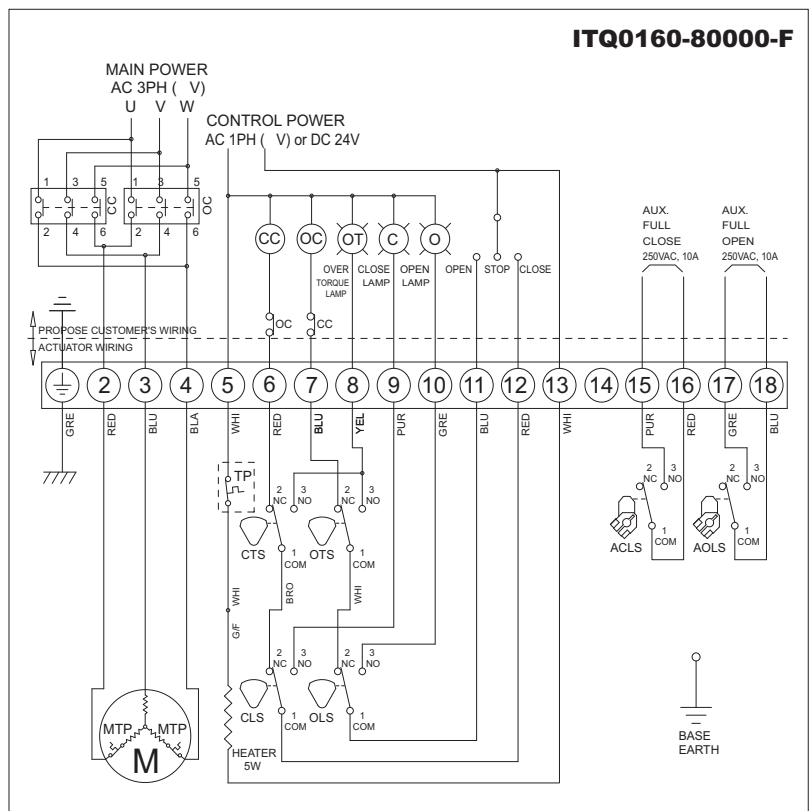 ITQ0160-80000-F
MAIN POWER
AC 3PH ( V)
U V W
CONTROL POWER
AC 1PH ( V) or DC 24V
1 3 5
CC
2 4 6
1 3 5
OC
2 4 6
CC OC OT C O
OVER
TORQUE
LAMP
CLOSE
LAMP
OPEN
LAMP
OPEN STOP CLOSE
AUX.
FULL
CLOSE
250VAC, 10A
AUX.
FULL
OPEN
250VAC, 10A
OC
CC
PROPOSE CUSTOMER'S WIRING
ACTUATOR WIRING
2 3 4 5 6 7 8 9 10 11 12 13 14 15 16 17 18
GRE RED BLU BLA WHI RED BLU YEL PUR GRE BLU RED WHI PUR RED GRE BLU
TP
2
NC
3
NO
2
NC
3
NO
CTS
1
COM
OTS
1
COM
2
NC
3
NO
ACLS
1
COM
2
NC
3
NO
AOLS
1
COM
WHI
BRO
WHI
G/F
2
NC
3
NO
2
NC
3
NO
CLS
1
COM
OLS
1
COM
MTP MTP
M
HEATER
5W
BASE
EARTH